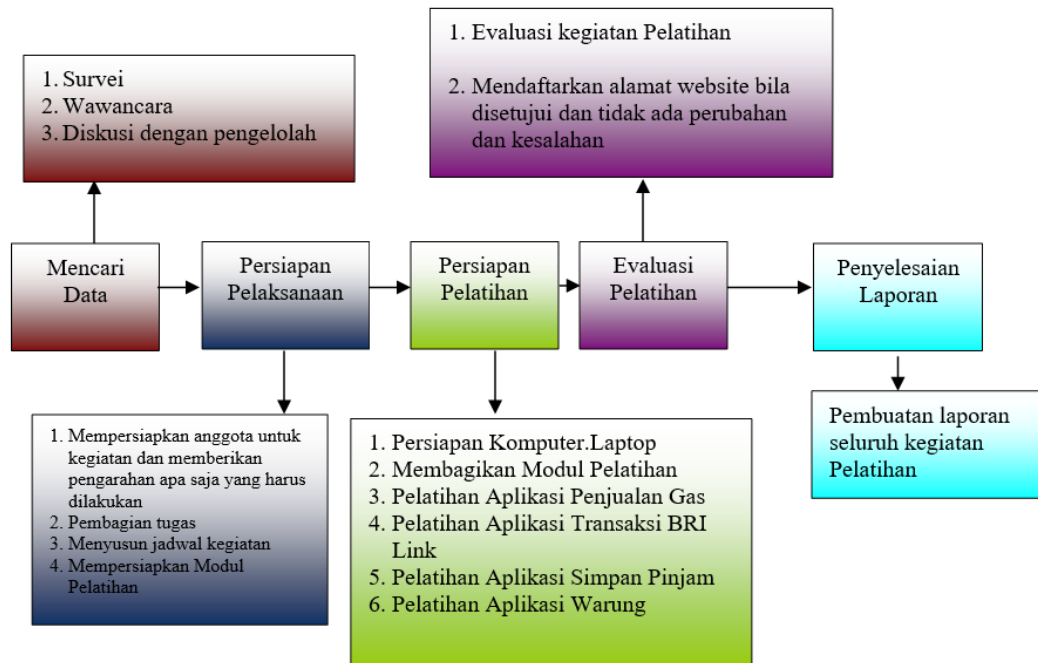 1. Survei
2. Wawancara
3. Diskusi dengan pengelolah
1. Evaluasi kegiatan Pelatihan
2. Mendaftarkan alamat website bila
disetujui dan tidak ada perubahan
dan kesalahan
Mencari
Data
Persiapan
Pelaksanaan
Persiapan
Pelatihan
Evaluasi
Pelatihan
Penyelesaian
Laporan
1. Mempersiapkan anggota untuk
kegiatan dan memberikan
pengarahan apa saja yang harus
dilakukan
2. Pembagian tugas
3. Menyusun jadwal kegiatan
4. Mempersiapkan Modul
Pelatihan
1. Persiapan Komputer.Laptop
2. Membagikan Modul Pelatihan
3. Pelatihan Aplikasi Penjualan Gas
4. Pelatihan Aplikasi Transaksi BRI
Link
5. Pelatihan Aplikasi Simpan Pinjam
6. Pelatihan Aplikasi Warung
Pembuatan laporan
seluruh kegiatan
Pelatihan